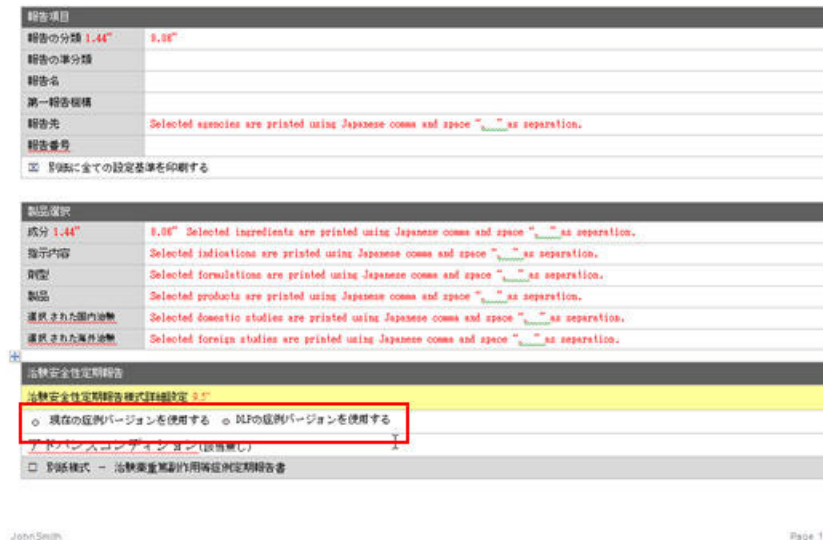 報告項目
報告の分類 1.44"
8.06"
報告の準分類
報告名
第一報告機構
報告先
Selected agencies are printed using Japanese comma and space "、 " as separation.
報告番号
別紙に全ての設定基準を印刷する
製品選択
成分 1.44"
8.06" Selected ingredients are printed using Japanese comma and space "、 " as separation.
指示内容
Selected indications are printed using Japanese comma and space "、 " as separation.
剤型
Selected formulations are printed using Japanese comma and space "、 " as separation.
製品
Selected products are printed using Japanese comma and space "、 " as separation.
選択された国内治験
Selected domestic studies are printed using Japanese comma and space "、 " as separation.
選択された海外治験
Selected foreign studies are printed using Japanese comma and space "、 " as separation.
治験安全性定期報告
治験安全性定期報告様式詳細設定 9.5"
現在の症例バージョンを使用する DLPの症例バージョンを使用する
アドバンスコンディション(該当無し)
別紙様式 - 治験薬重篤副作用等症例定期報告書
John Smith
Page 1